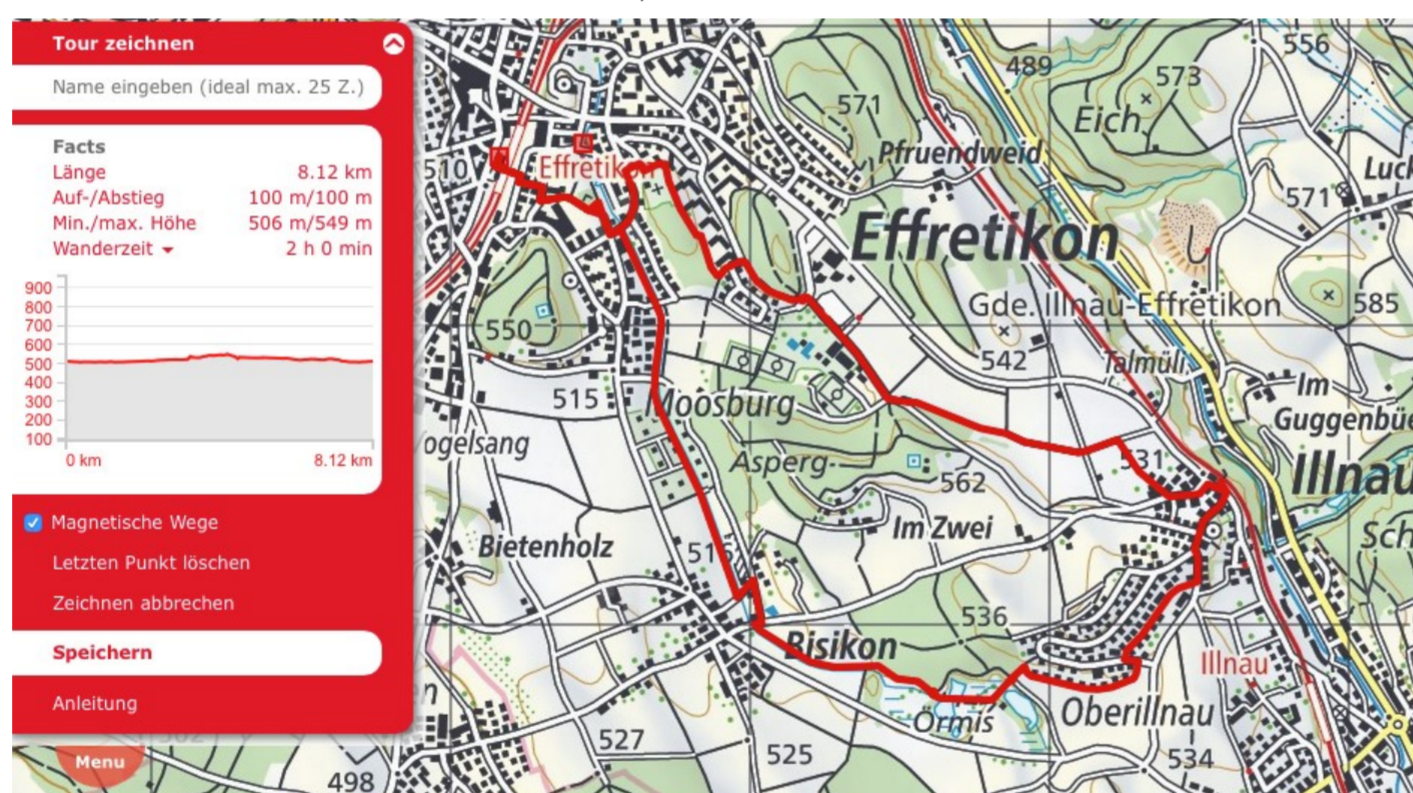 Tour zeichnen
Name eingeben (ideal max. 25 Z.)
Facts
Länge 8.12 km
Auf-/Abstieg 100 m/100 m
Min./max. Höhe 506 m/549 m
Wanderzeit 2 h 0 min
900
800
700
600
500
400
300
200
100
0 km 8.12 km
Magnetische Wege
Letzten Punkt löschen
Zeichnen abbrechen
Speichern
Anleitung
Menu
556
489
573
571
Eich
Pfruendweid
510
Effretikon
571
Effretikon
Gde. Illnau-Effretikon
585
550
542
Talmüli
Im
515
Moosburg
Guggenbüe
ogelsang
531
Asperg
562
Illnau
Im Zwei
Bietenholz
515
Sch
536
Bisikon
Illnau
Örmis
Oberillnau
527
525
534
498